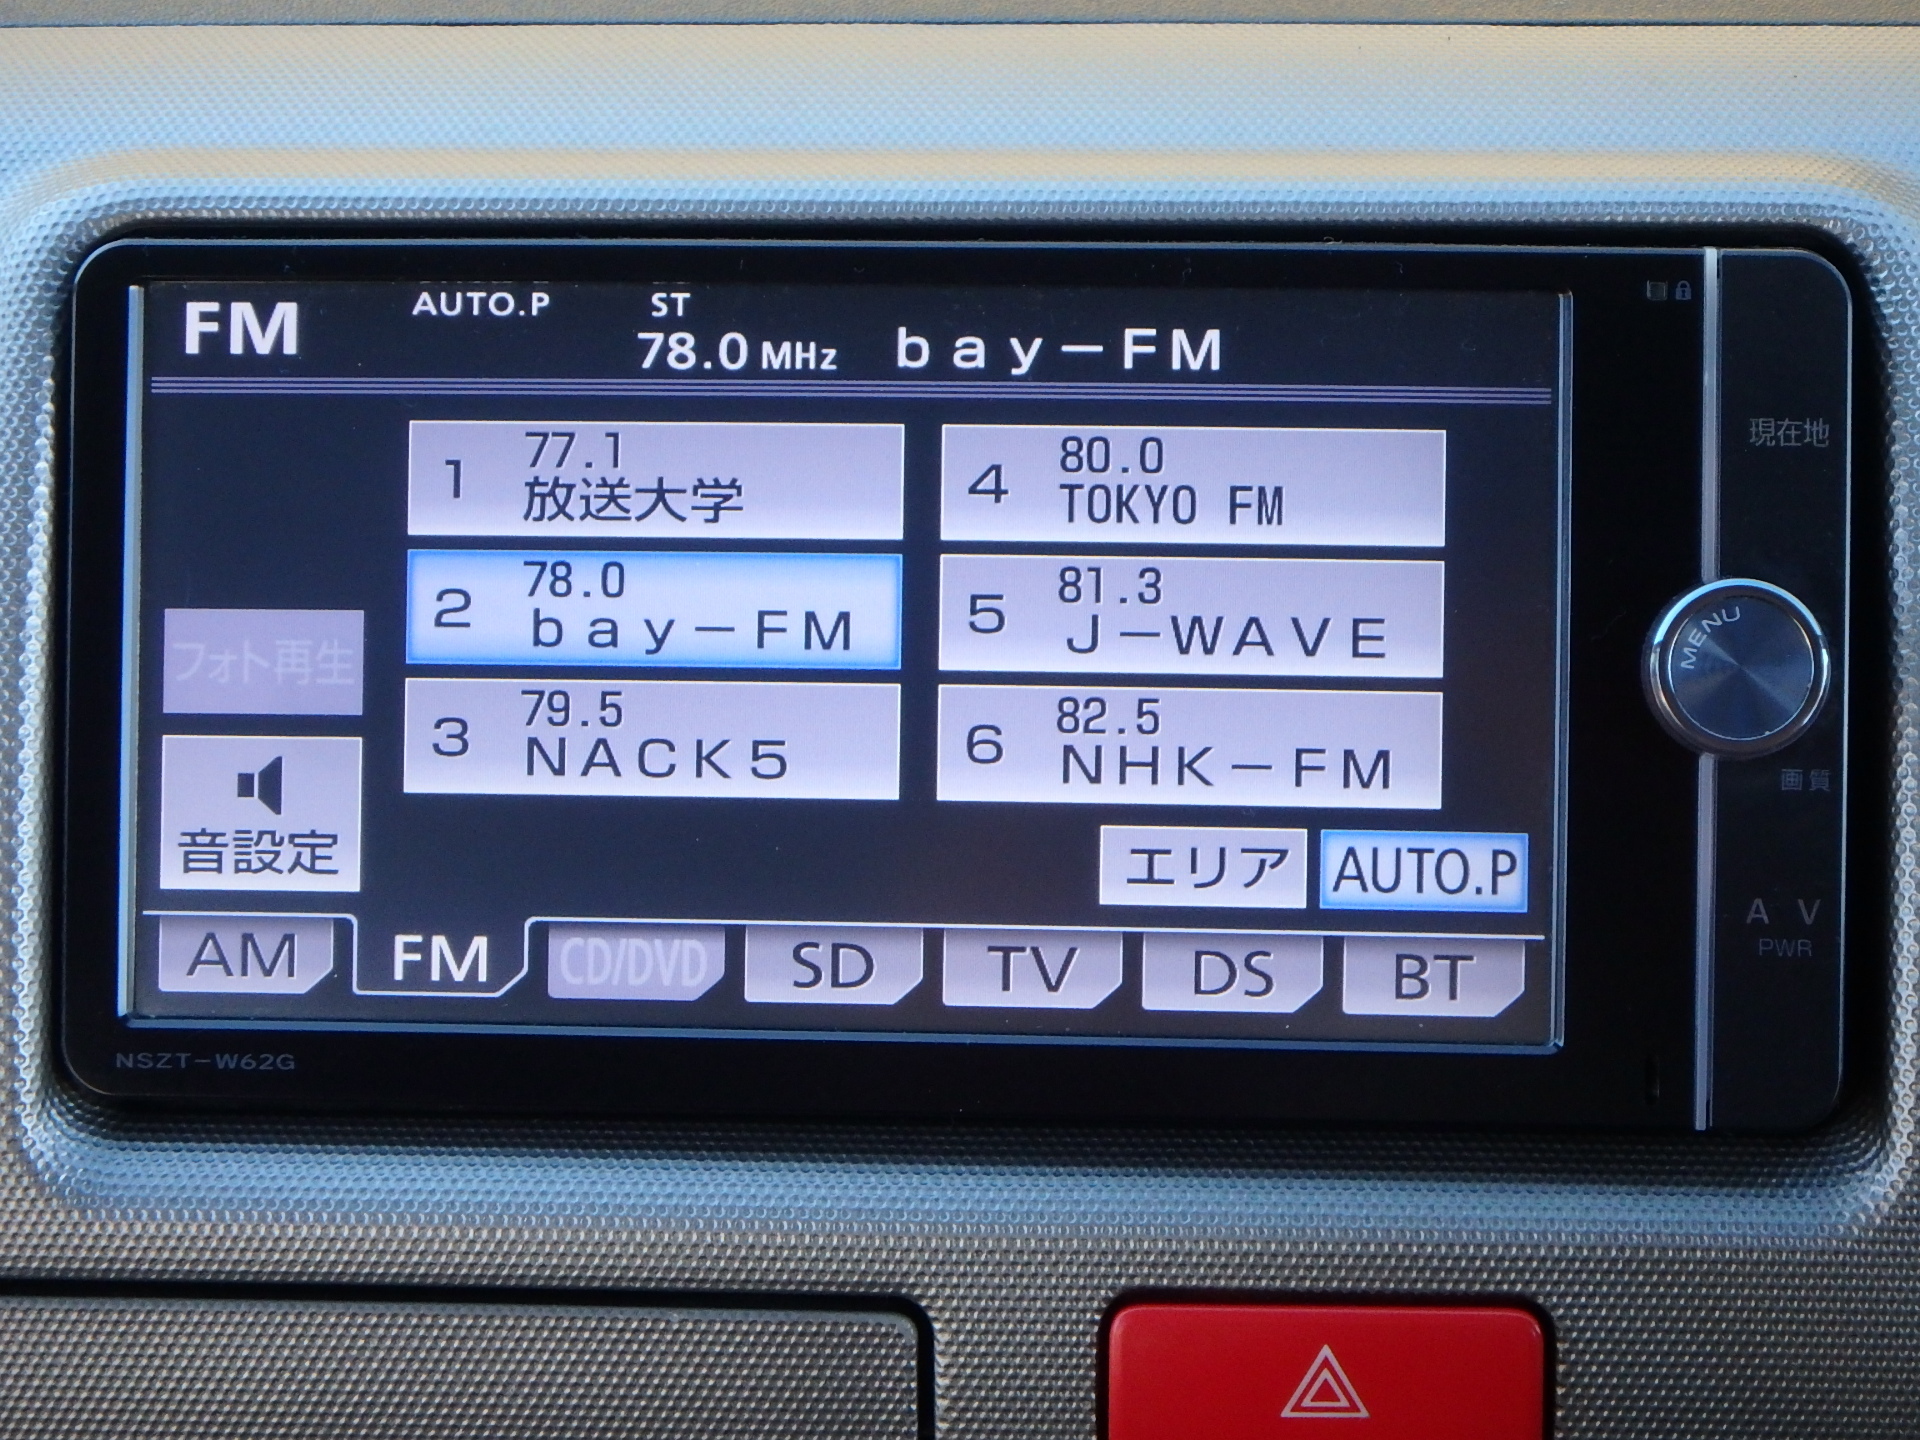 FM
AUTO.P
ST
78.0 MHz
bay-FM
1
77.1
放送大学
4
80.0
TOKYO FM
2
78.0
bay-FM
5
81.3
J-WAVE
3
79.5
NACK5
6
82.5
NHK-FM
フォト再生
音設定
エリア
AUTO.P
AM
FM
CD/DVD
SD
TV
DS
BT
NSZT-W62G
現在地
MENU
画質
A V
PWR